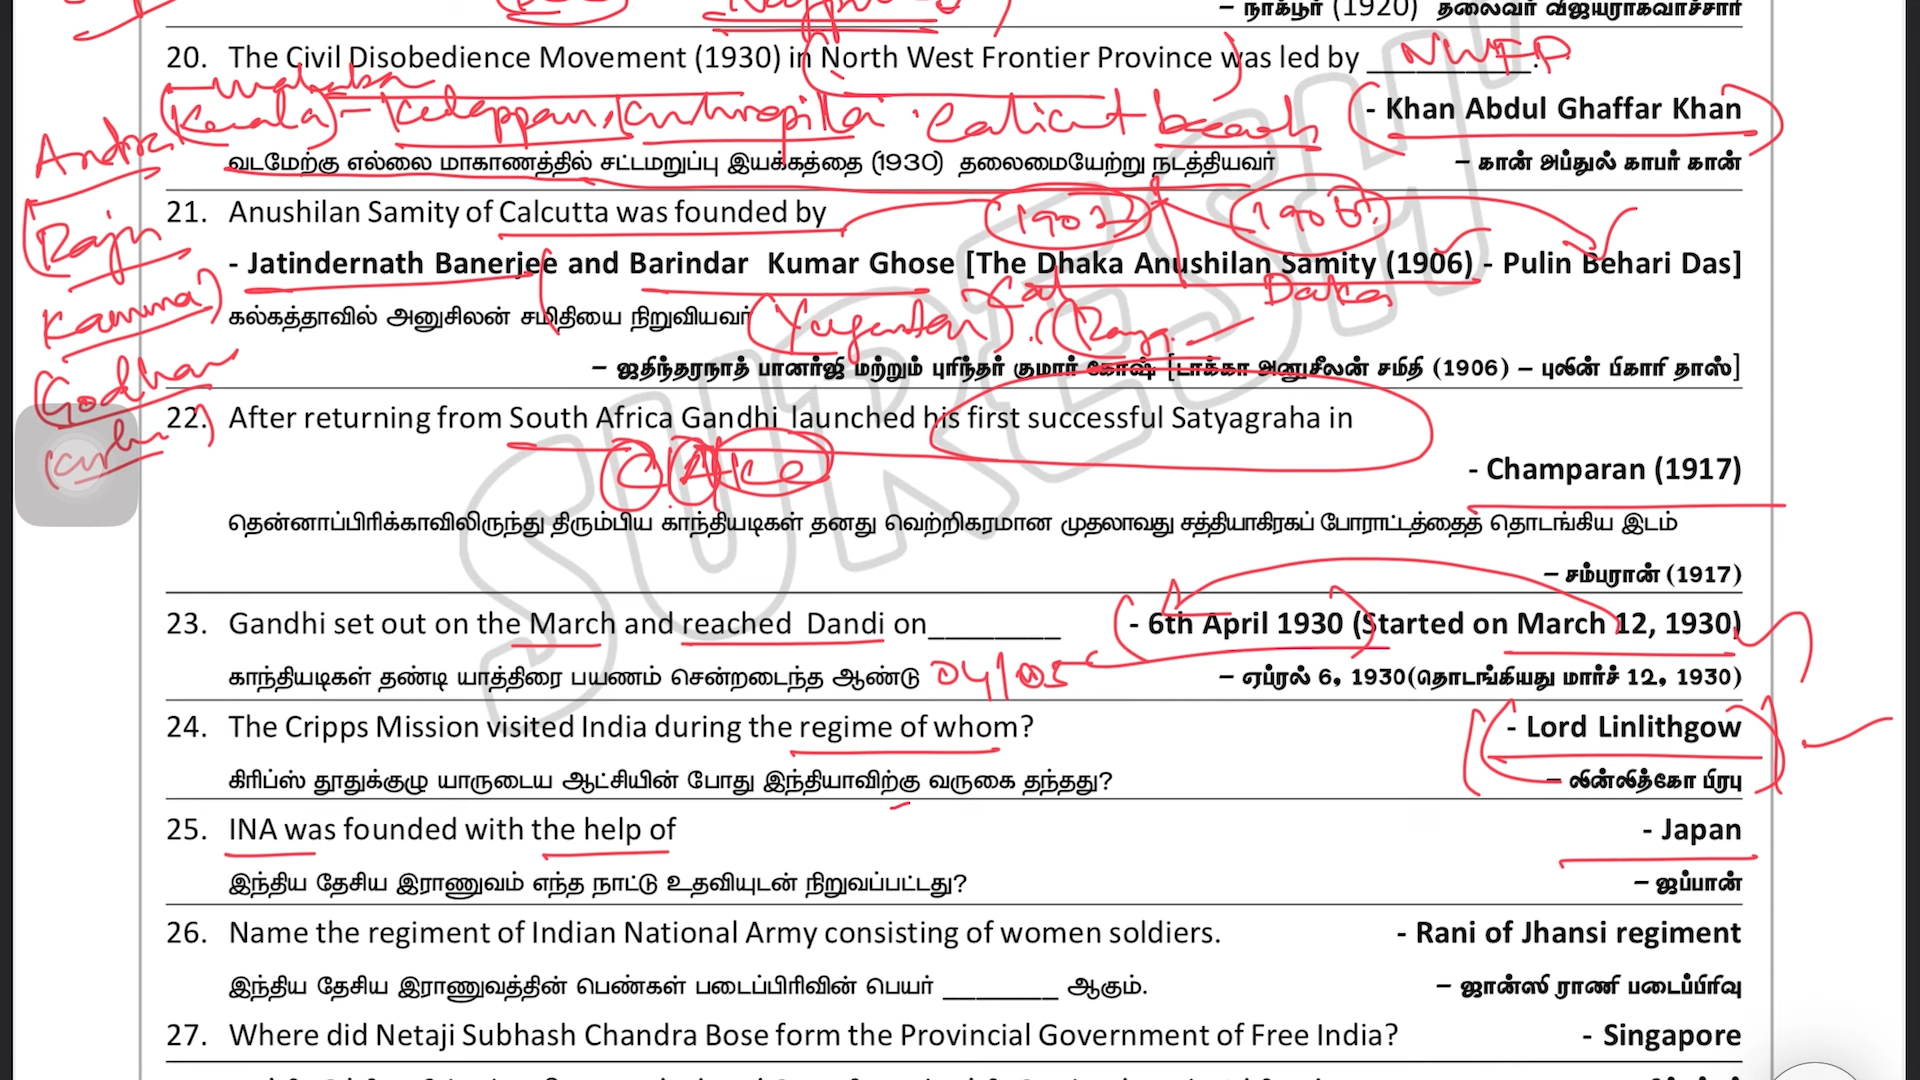 – நாக்பூர் (1920) தலைவர் விஜயராகவாச்சாரி
20. The Civil Disobedience Movement (1930) in North West Frontier Province was led by ________. NWFP
Malabar
(Kerala) - Kelappan, Calicut beach - Khan Abdul Ghaffar Khan
Andra
வடமேற்கு எல்லை மாகாணத்தில் சட்டமறுப்பு இயக்கத்தை (1930) தலைமையேற்று நடத்தியவர் – கான் அப்துல் காபர் கான்
21. Anushilan Samity of Calcutta was founded by
- Jatindernath Banerjee and Barindar Kumar Ghose [The Dhaka Anushilan Samity (1906) - Pulin Behari Das]
Cal Daka
கல்கத்தாவில் அனுசிலன் சமிதியை நிறுவியவர்
– ஜதிந்தரநாத் பானர்ஜி மற்றும் புரிந்தர் குமார் கோஷ் [டாக்கா அனுசீலன் சமிதி (1906) – புலின் பிகாரி தாஸ்]
22. After returning from South Africa Gandhi launched his first successful Satyagraha in
- Champaran (1917)
தென்னாப்பிரிக்காவிலிருந்து திரும்பிய காந்தியடிகள் தனது வெற்றிகரமான முதலாவது சத்தியாகிரகப் போராட்டத்தைத் தொடங்கிய இடம்
– சம்பரான் (1917)
23. Gandhi set out on the March and reached Dandi on________ - 6th April 1930 (Started on March 12, 1930)
காந்தியடிகள் தண்டி யாத்திரை பயணம் சென்றடைந்த ஆண்டு 04/05 – ஏப்ரல் 6, 1930(தொடங்கியது மார்ச் 12, 1930)
24. The Cripps Mission visited India during the regime of whom? - Lord Linlithgow
கிரிப்ஸ் தூதுக்குழு யாருடைய ஆட்சியின் போது இந்தியாவிற்கு வருகை தந்தது? – லின்லித்கோ பிரபு
25. INA was founded with the help of - Japan
இந்திய தேசிய இராணுவம் எந்த நாட்டு உதவியுடன் நிறுவப்பட்டது? – ஜப்பான்
26. Name the regiment of Indian National Army consisting of women soldiers. - Rani of Jhansi regiment
இந்திய தேசிய இராணுவத்தின் பெண்கள் படைப்பிரிவின் பெயர் ________ ஆகும். – ஜான்ஸி ராணி படைப்பிரிவு
27. Where did Netaji Subhash Chandra Bose form the Provincial Government of Free India? - Singapore
SURESH'